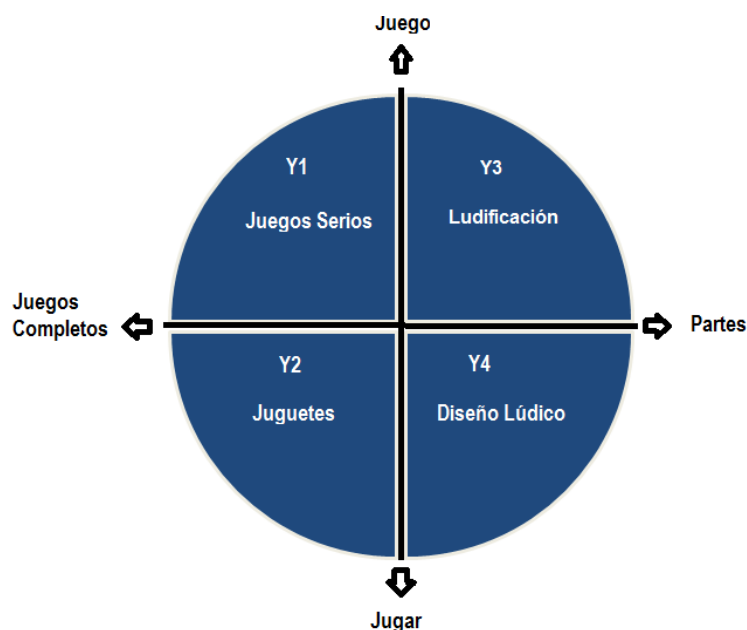 Juego
Y1
Juegos Serios
Y3
Ludificación
Juegos
Completos
Partes
Y2
Juguetes
Y4
Diseño Lúdico
Jugar